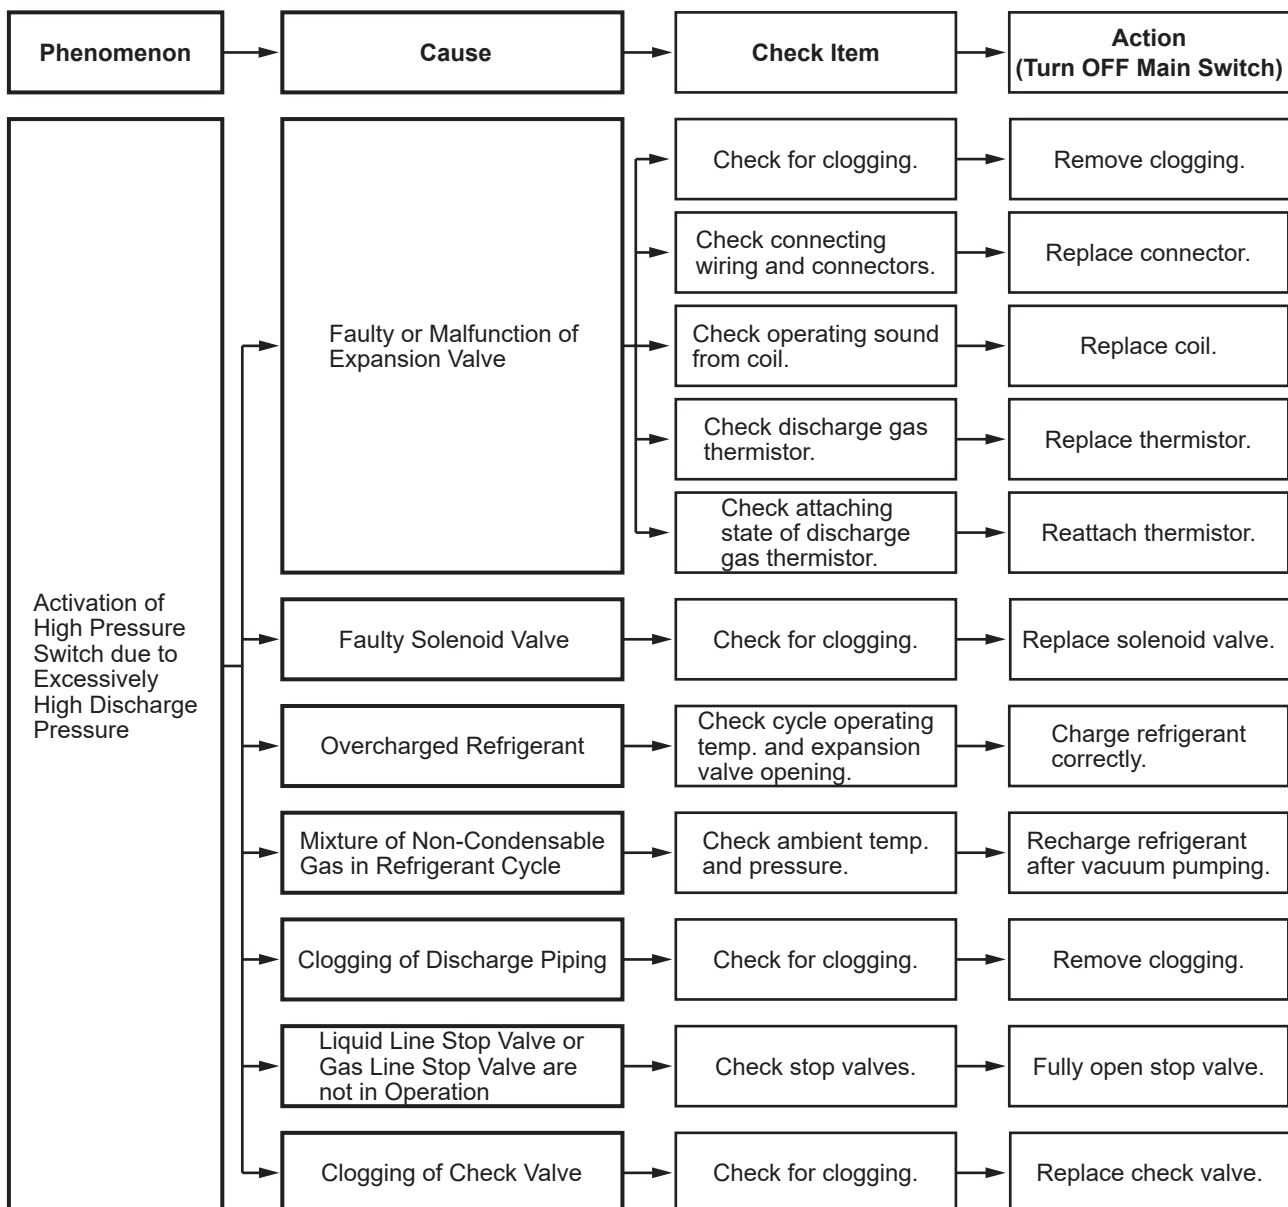 Phenomenon
Cause
Check Item
Action
(Turn OFF Main Switch)
Activation of
High Pressure
Switch due to
Excessively
High Discharge
Pressure
Faulty or Malfunction of
Expansion Valve
Check for clogging.
Remove clogging.
Check connecting
wiring and connectors.
Replace connector.
Check operating sound
from coil.
Replace coil.
Check discharge gas
thermistor.
Replace thermistor.
Check attaching
state of discharge
gas thermistor.
Reattach thermistor.
Faulty Solenoid Valve
Check for clogging.
Replace solenoid valve.
Overcharged Refrigerant
Check cycle operating
temp. and expansion
valve opening.
Charge refrigerant
correctly.
Mixture of Non-Condensable
Gas in Refrigerant Cycle
Check ambient temp.
and pressure.
Recharge refrigerant
after vacuum pumping.
Clogging of Discharge Piping
Check for clogging.
Remove clogging.
Liquid Line Stop Valve or
Gas Line Stop Valve are
not in Operation
Check stop valves.
Fully open stop valve.
Clogging of Check Valve
Check for clogging.
Replace check valve.